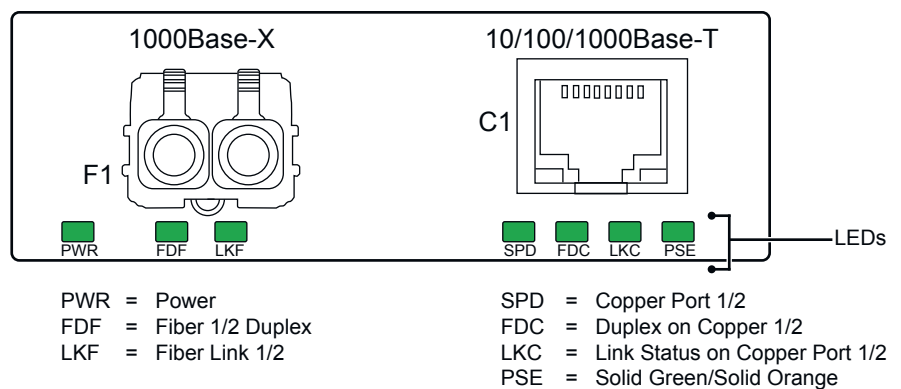 1000Base-X
10/100/1000Base-T
C1
F1
PWR
FDF
LKF
SPD
FDC
LKC
PSE
LEDs
PWR = Power
FDF = Fiber 1/2 Duplex
LKF = Fiber Link 1/2
SPD = Copper Port 1/2
FDC = Duplex on Copper 1/2
LKC = Link Status on Copper Port 1/2
PSE = Solid Green/Solid Orange